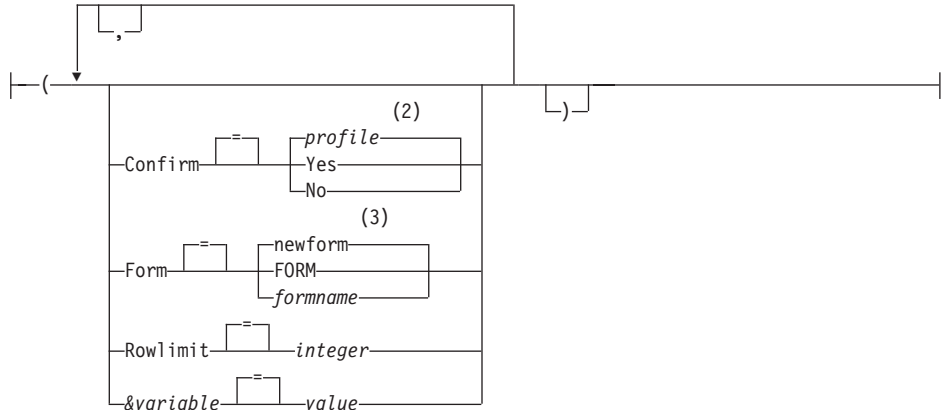 ,
(
)
(2)
profile
Confirm = Yes
No
(3)
newform
Form = FORM
formname
Rowlimit = integer
&variable = value